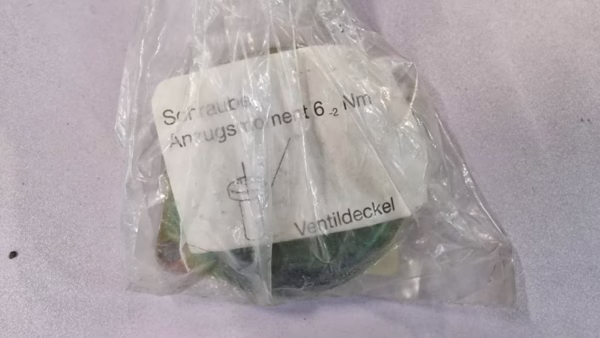 Schraube
Anzugsmoment 6 -2 Nm
Ventildeckel